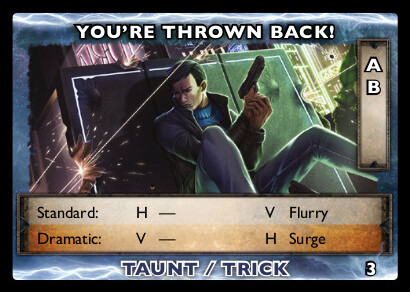 YOU'RE THROWN BACK!
A
B
Standard: H — V Flurry
Dramatic: V — H Surge
TAUNT / TRICK
3